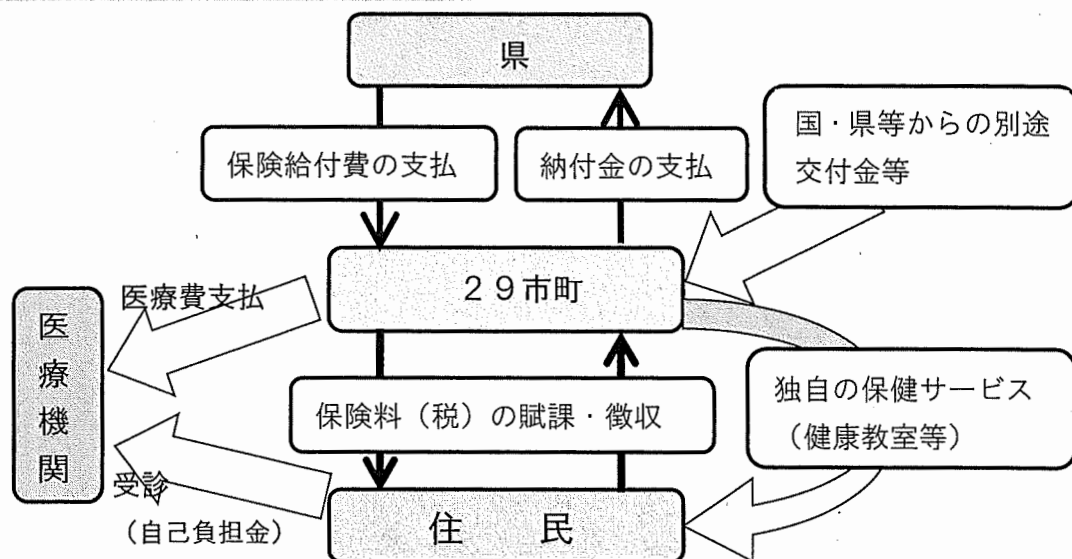 県
保険給付費の支払
納付金の支払
国・県等からの別途
交付金等
２９市町
医療費支払
医療機関
保険料（税）の賦課・徴収
独自の保健サービス
（健康教室等）
受診
（自己負担金）
住　民